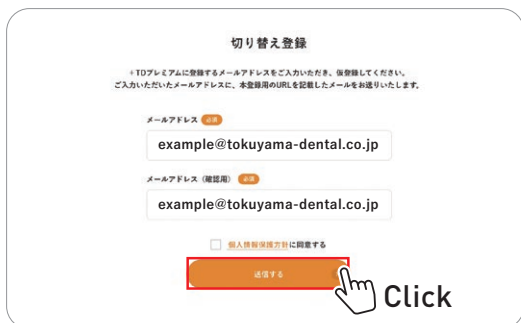 切り替え登録
＋TDプレミアムに登録するメールアドレスをご入力いただき、仮登録してください。
ご入力いただいたメールアドレスに、本登録用のURLを記載したメールをお送りいたします。
メールアドレス 必須
example@tokuyama-dental.co.jp
メールアドレス（確認用） 必須
example@tokuyama-dental.co.jp
個人情報保護方針に同意する
送信する
Click